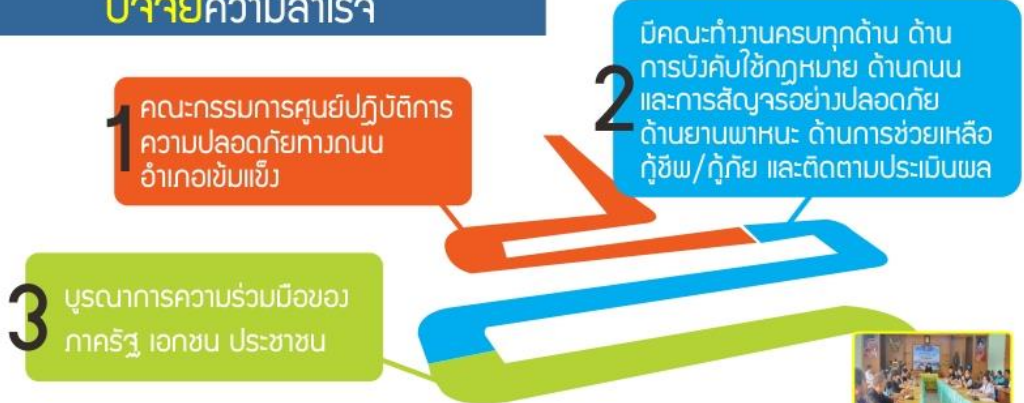 ปัจจัยความสำเร็จ
1
คณะกรรมการศูนย์ปฏิบัติการ
ความปลอดภัยทางถนน
อำเภอเข้มแข็ง
2
มีคณะทำงานครบทุกด้าน ด้าน
การบังคับใช้กฎหมาย ด้านถนน
และการสัญจรอย่างปลอดภัย
ด้านยานพาหนะ ด้านการช่วยเหลือ
กู้ชีพ/กู้ภัย และติดตามประเมินผล
3
บูรณาการความร่วมมือของ
ภาครัฐ เอกชน ประชาชน